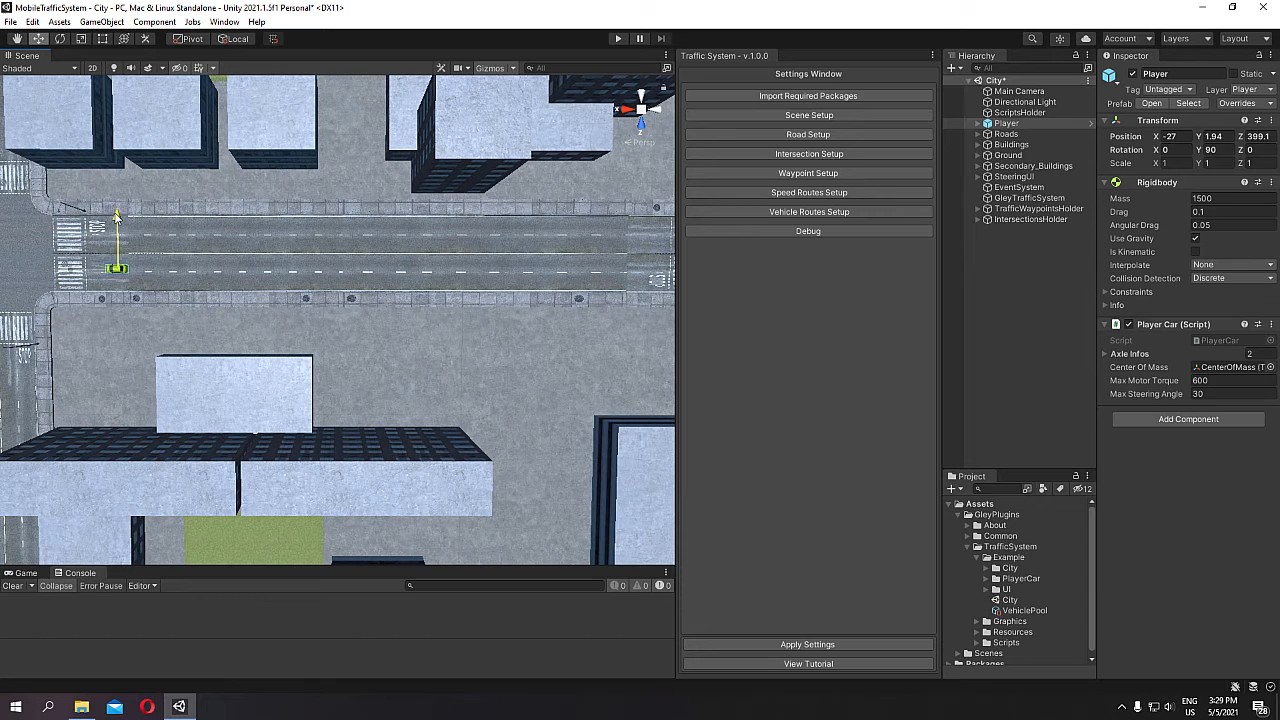 MobileTrafficSystem - City - PC, Mac & Linux Standalone - Unity 2021.1.5f1 Personal* <DX11>
File Edit Assets GameObject Component Jobs Window Help
Pivot Local Account Layers Layout
Scene
Shaded 2D 0 Gizmos All
Persp
Traffic System - v.1.0.0
Settings Window
Import Required Packages
Scene Setup
Road Setup
Intersection Setup
Waypoint Setup
Speed Routes Setup
Vehicle Routes Setup
Debug
Apply Settings
View Tutorial
Hierarchy
All
City*
Main Camera
Directional Light
ScriptsHolder
Player
Roads
Buildings
Ground
Secondary_Buildings
SteeringUI
EventSystem
GleyTrafficSystem
TrafficWaypointsHolder
IntersectionsHolder
Project
12
Assets
GleyPlugins
About
Common
TrafficSystem
Example
City
PlayerCar
UI
City
VehiclePool
Graphics
Resources
Scripts
Scenes
Packages
Inspector
Player Static
Tag Untagged Layer Player
Prefab Open Select Overrides
Transform
Position X -27 Y 1.94 Z 399.1
Rotation X 0 Y 90 Z 0
Scale X 1 Y 1 Z 1
Rigidbody
Mass 1500
Drag 0.1
Angular Drag 0.05
Use Gravity
Is Kinematic
Interpolate None
Collision Detection Discrete
Constraints
Info
Player Car (Script)
Script PlayerCar
Axle Infos 2
Center Of Mass CenterOfMass (T
Max Motor Torque 600
Max Steering Angle 30
Add Component
Game Console
Clear Collapse Error Pause Editor 0 0 0
ENG 3:29 PM
US 5/5/2021